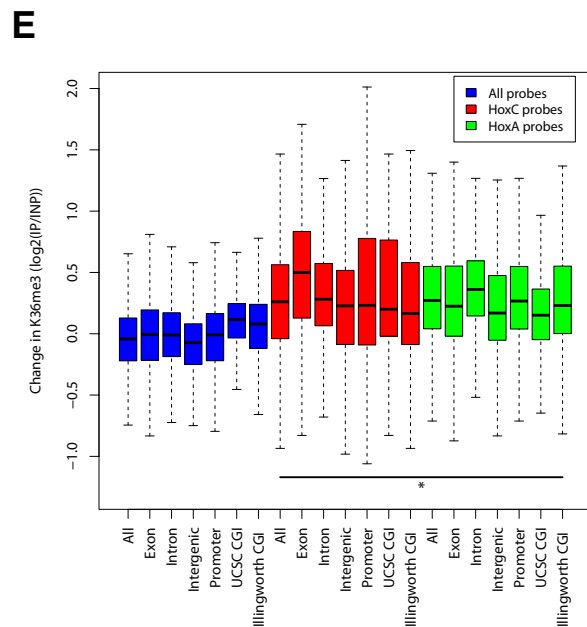 E
All probes
HoxC probes
HoxA probes
Change in K36me3 (log2(IP/INP))
2.0
1.5
1.0
0.5
0.0
−0.5
−1.0
*
All
Exon
Intron
Intergenic
Promoter
UCSC CGI
Illingworth CGI
All
Exon
Intron
Intergenic
Promoter
UCSC CGI
Illingworth CGI
All
Exon
Intron
Intergenic
Promoter
UCSC CGI
Illingworth CGI